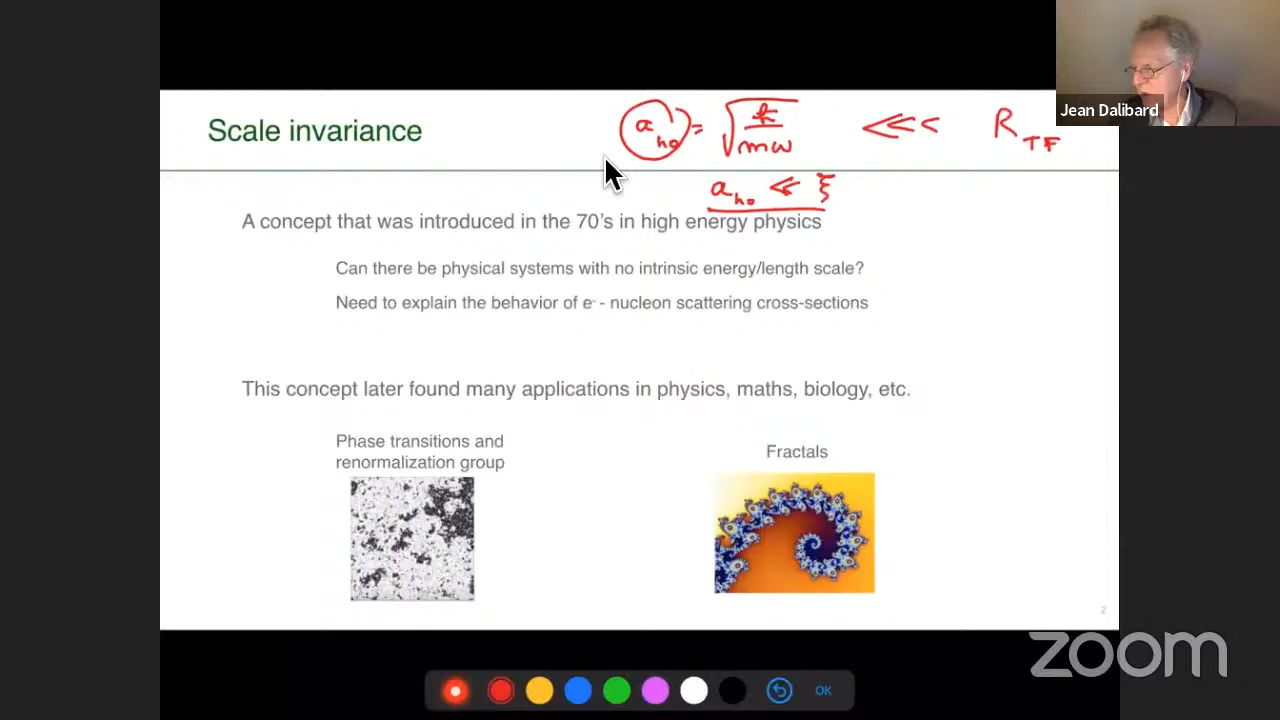 Jean Dalibard
Scale invariance
a_ho = √(ħ/mω) <<< R_TF
a_ho << ξ
A concept that was introduced in the 70's in high energy physics
Can there be physical systems with no intrinsic energy/length scale?
Need to explain the behavior of e⁻ - nucleon scattering cross-sections
This concept later found many applications in physics, maths, biology, etc.
Phase transitions and
renormalization group
Fractals
2
zoom
OK